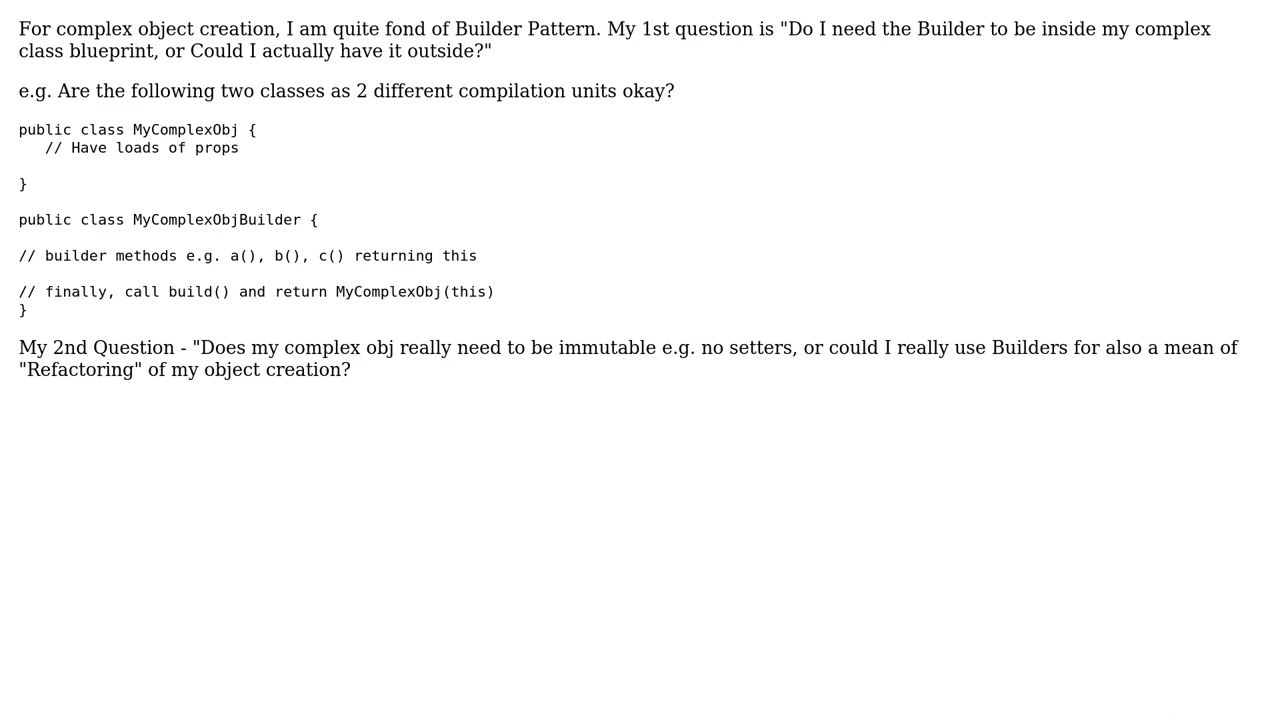 For complex object creation, I am quite fond of Builder Pattern. My 1st question is "Do I need the Builder to be inside my complex
class blueprint, or Could I actually have it outside?"
e.g. Are the following two classes as 2 different compilation units okay?
public class MyComplexObj {
   // Have loads of props
}
public class MyComplexObjBuilder {
// builder methods e.g. a(), b(), c() returning this
// finally, call build() and return MyComplexObj(this)
}
My 2nd Question - "Does my complex obj really need to be immutable e.g. no setters, or could I really use Builders for also a mean of
"Refactoring" of my object creation?